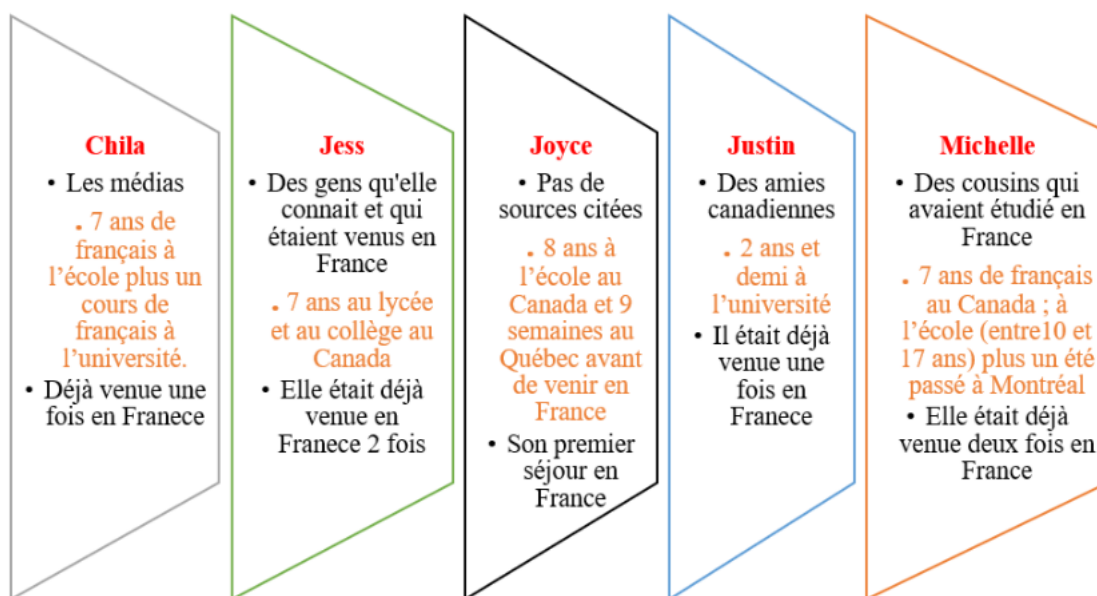 Chila
• Les médias
. 7 ans de
français à
l’école plus un
cours de
français à
l’université.
• Déjà venue une
fois en Franece
Jess
• Des gens qu'elle
connait et qui
étaient venus en
France
. 7 ans au lycée
et au collège au
Canada
• Elle était déjà
venue en
Franece 2 fois
Joyce
• Pas de
sources citées
. 8 ans à
l’école au
Canada et 9
semaines au
Québec avant
de venir en
France
• Son premier
séjour en
France
Justin
• Des amies
canadiennes
. 2 ans et
demi à
l’université
• Il était déjà
venue une
fois en
Franece
Michelle
• Des cousins qui
avaient étudié en
France
. 7 ans de français
au Canada ; à
l’école (entre10 et
17 ans) plus un été
passé à Montréal
• Elle était déjà
venue deux fois en
France